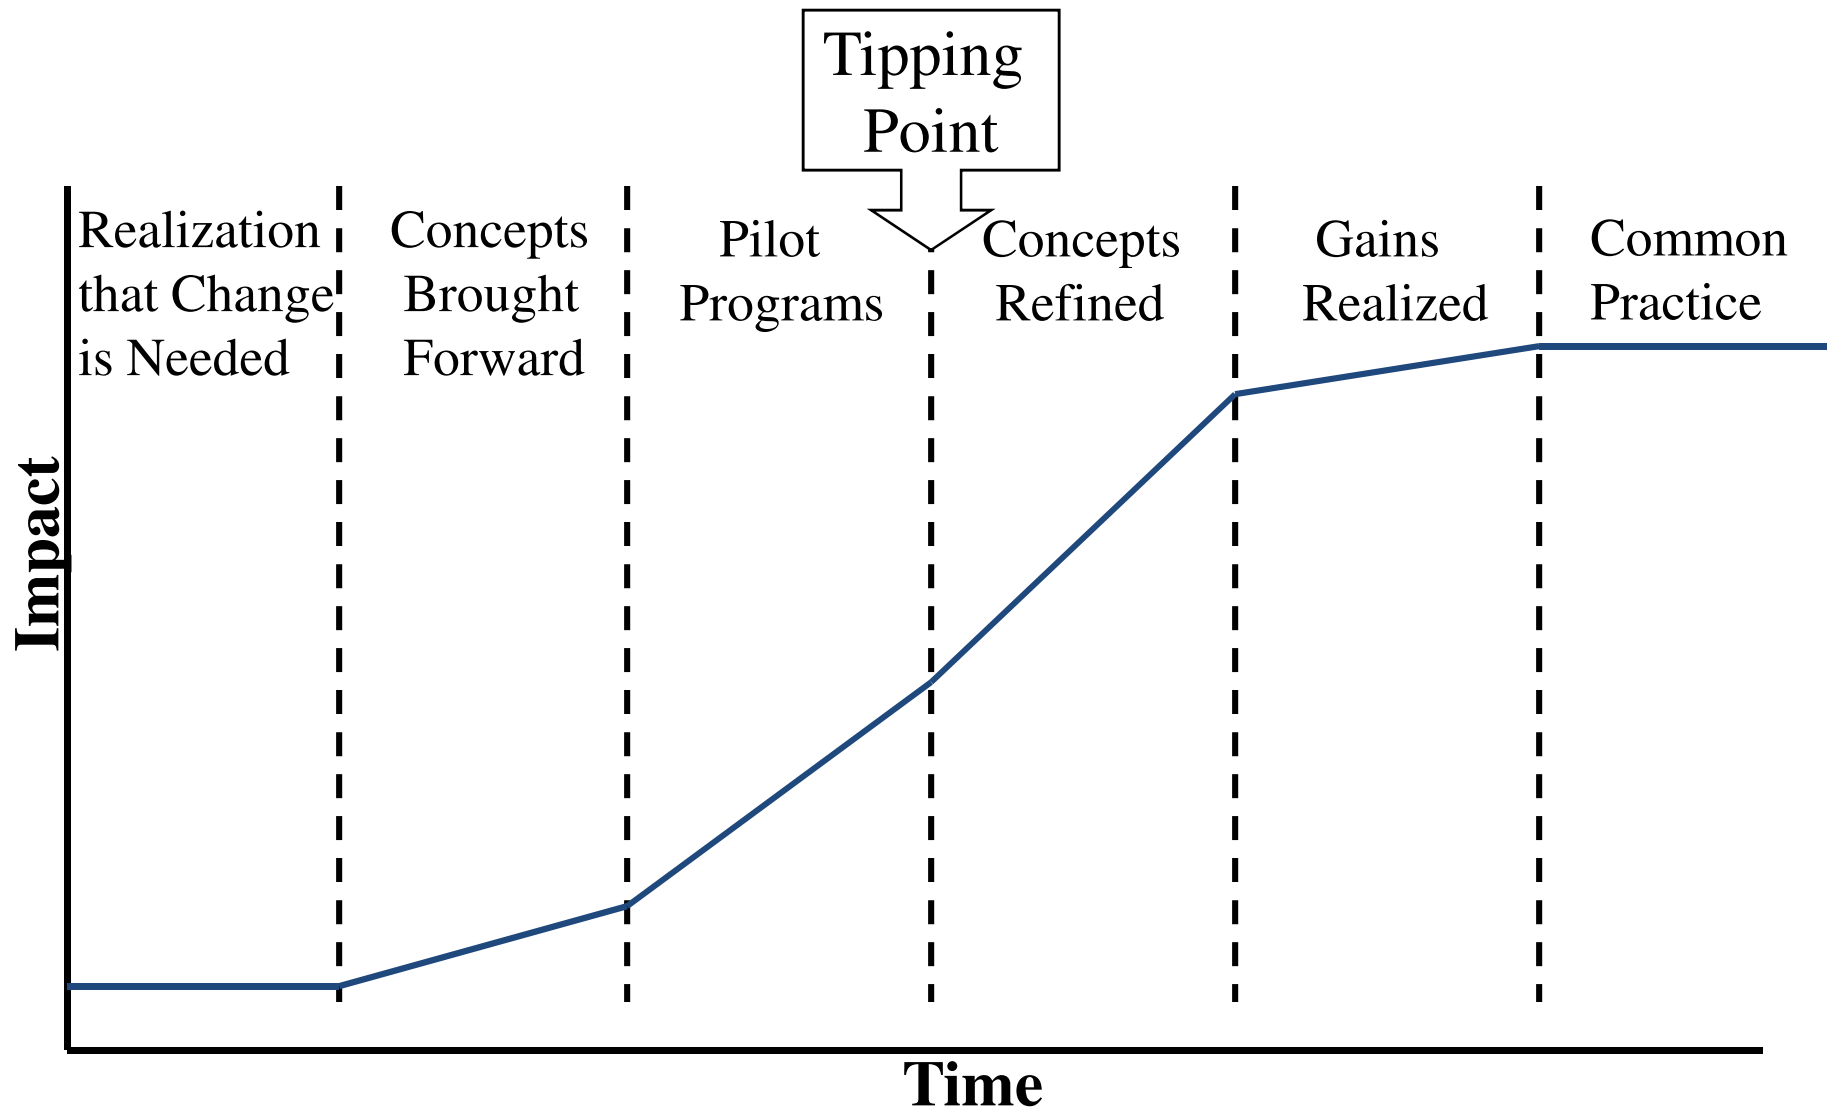 Tipping
Point
Realization
that Change
is Needed
Concepts
Brought
Forward
Pilot
Programs
Concepts
Refined
Gains
Realized
Common
Practice
Impact
Time